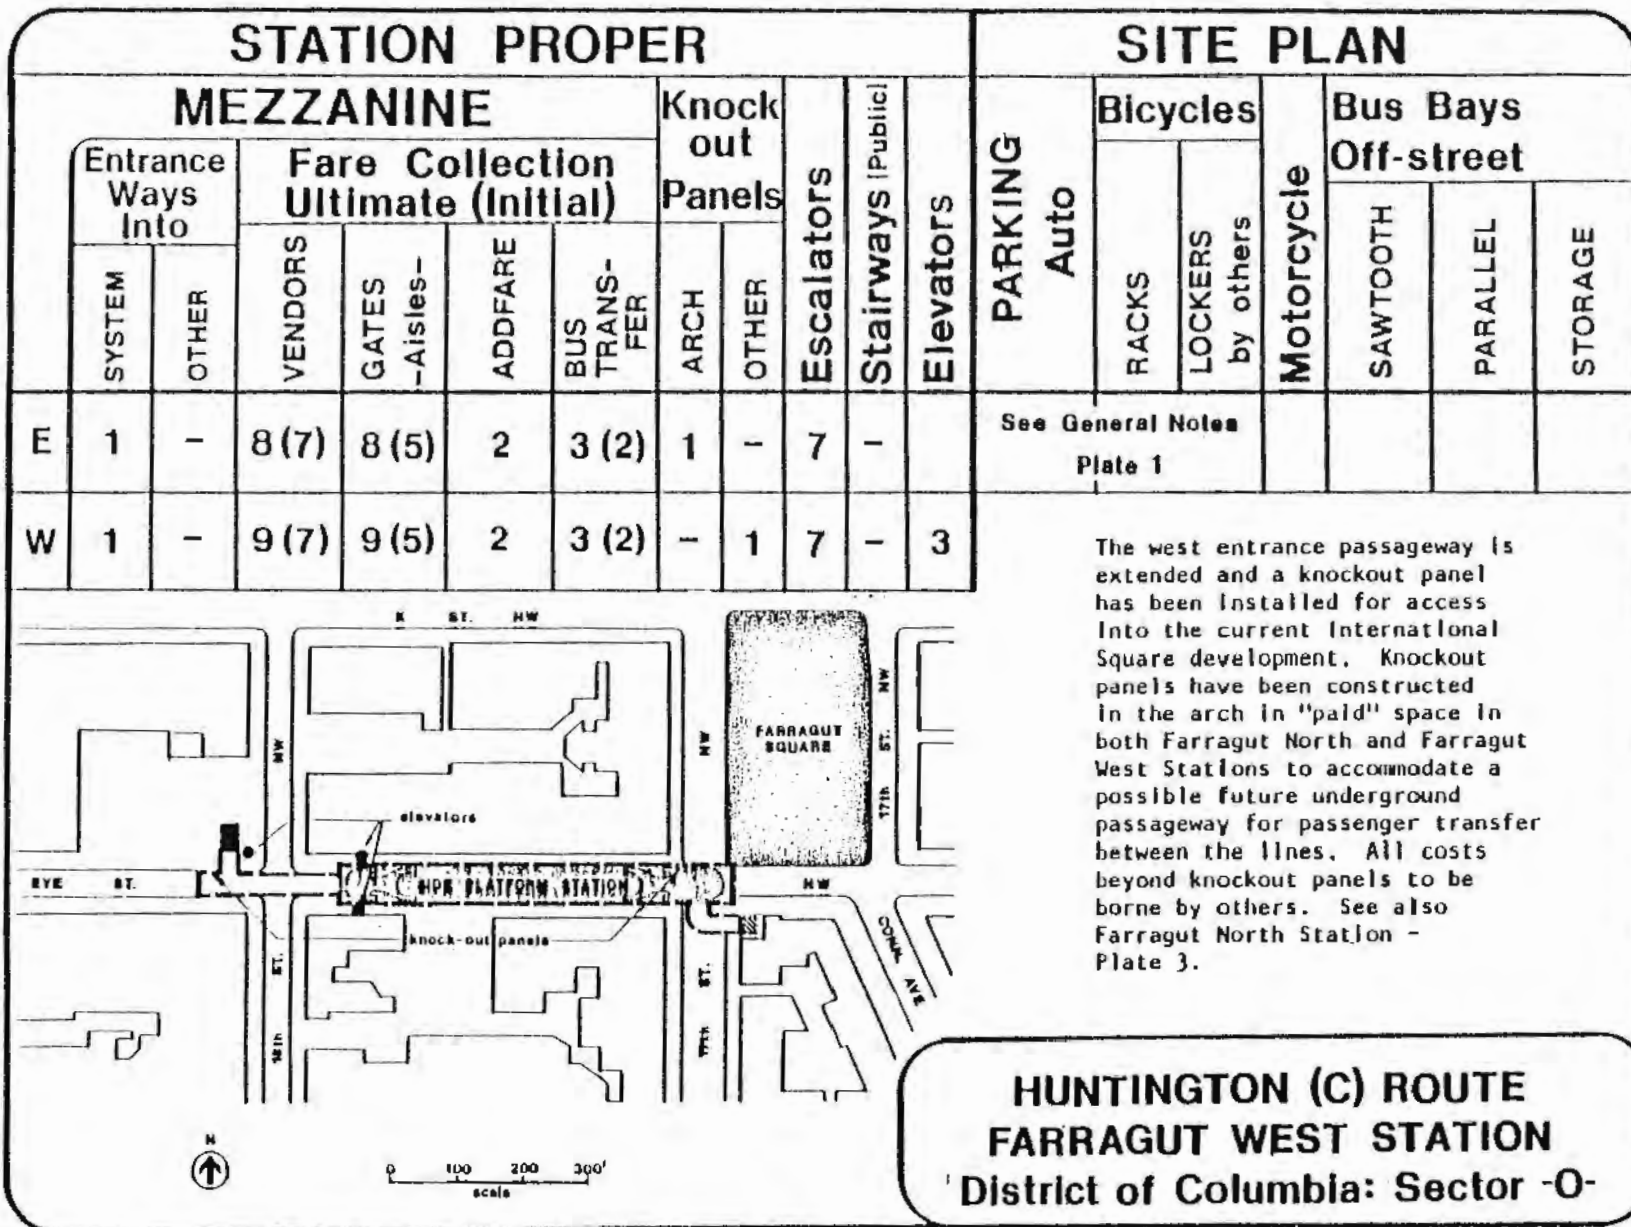 STATION PROPER
SITE PLAN
MEZZANINE
Knock
out
Panels
Escalators
Stairways [Public]
Elevators
PARKING
Auto
Bicycles
Motorcycle
Bus Bays
Off-street
Entrance
Ways
Into
Fare Collection
Ultimate (Initial)
SYSTEM
OTHER
VENDORS
GATES
-Aisles-
ADDFARE
BUS
TRANS-
FER
ARCH
OTHER
RACKS
LOCKERS
by others
SAWTOOTH
PARALLEL
STORAGE
E 1 - 8 (7) 8 (5) 2 3 (2) 1 - 7 -
See General Notes
Plate 1
W 1 - 9 (7) 9 (5) 2 3 (2) - 1 7 - 3
The west entrance passageway is
extended and a knockout panel
has been installed for access
into the current International
Square development. Knockout
panels have been constructed
in the arch in "paid" space in
both Farragut North and Farragut
West Stations to accommodate a
possible future underground
passageway for passenger transfer
between the lines. All costs
beyond knockout panels to be
borne by others. See also
Farragut North Station -
Plate 3.
K ST. NW
NW
NW
FARRAGUT
SQUARE
17th ST. NW
elevators
EYE ST.
PLATFORM STATION
NW
knock-out panels
CONN. AVE
18th ST.
17th ST.
N
0 100 200 300'
scale
HUNTINGTON (C) ROUTE
FARRAGUT WEST STATION
District of Columbia: Sector -O-